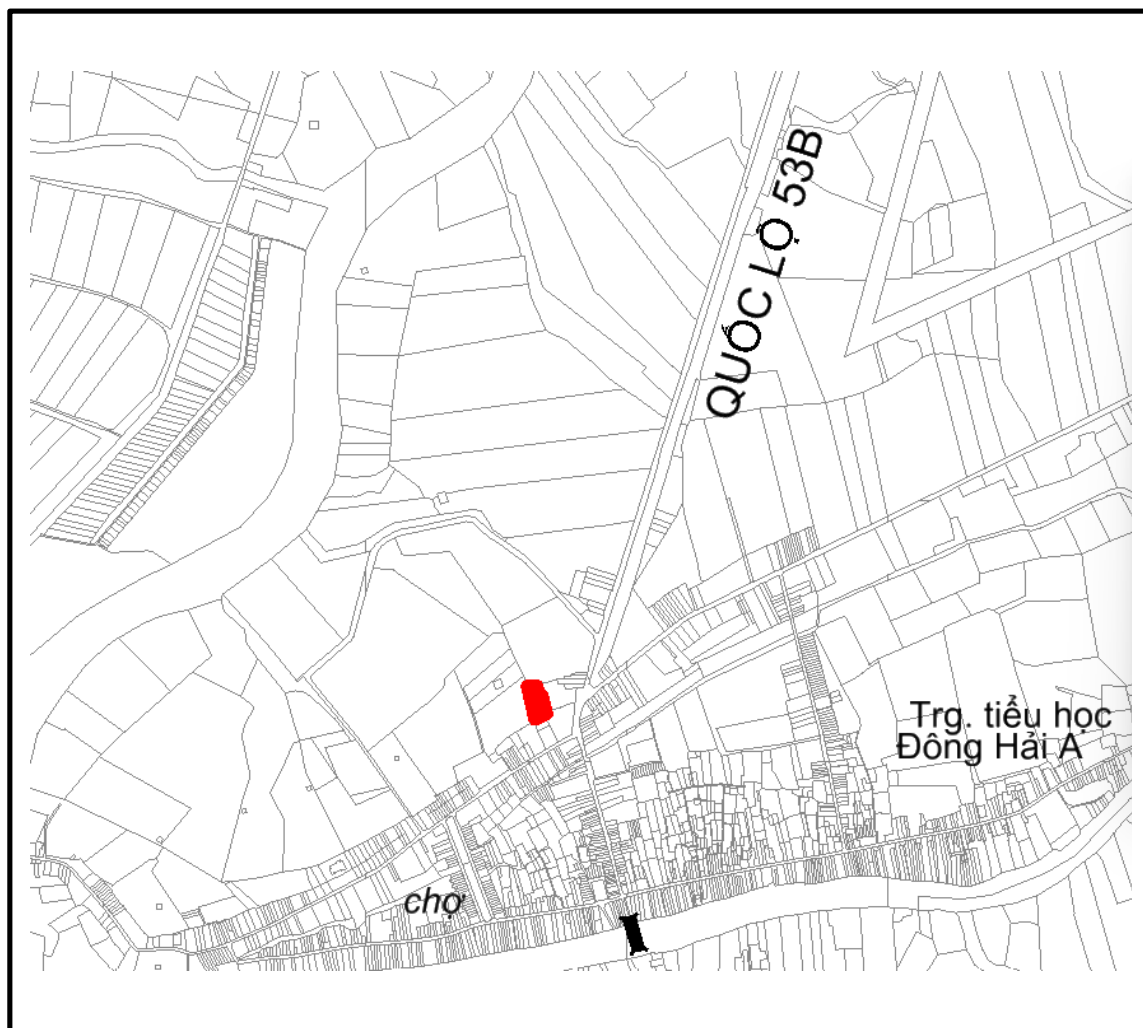 QUỐC LỘ 53B
Trg. tiểu học
Đông Hải A
chợ